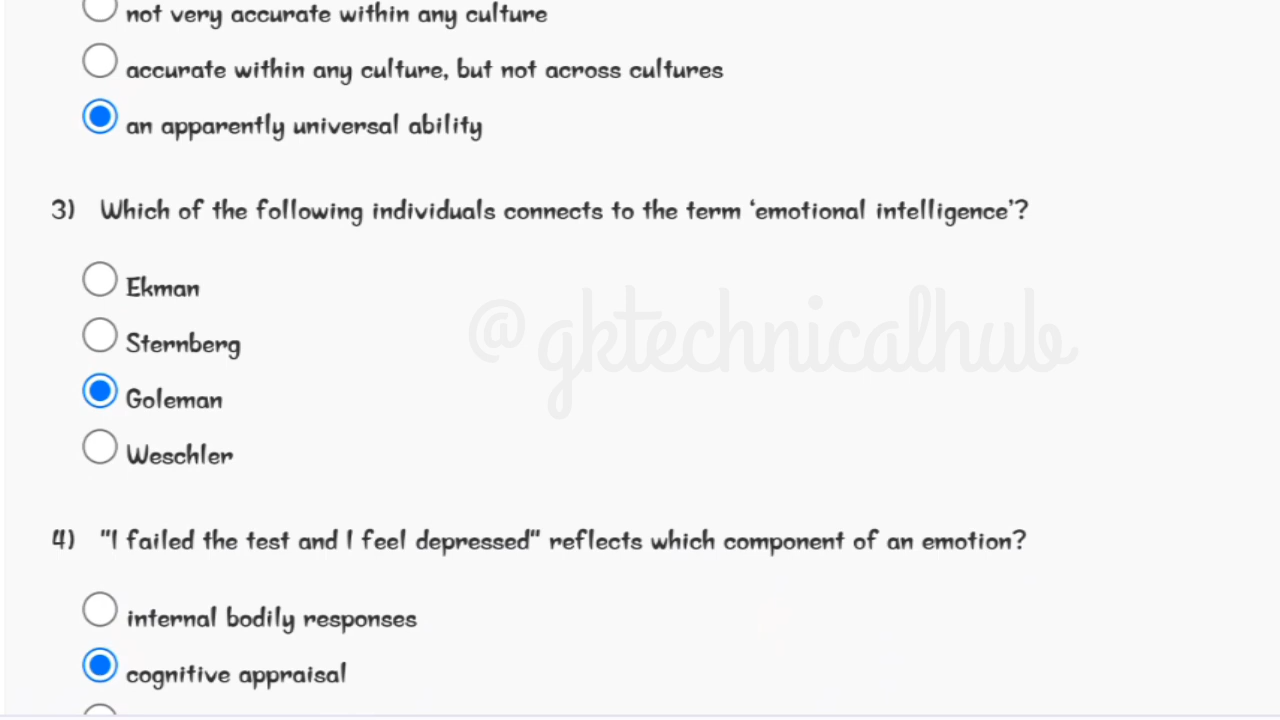 not very accurate within any culture
accurate within any culture, but not across cultures
an apparently universal ability
3) Which of the following individuals connects to the term ‘emotional intelligence’?
Ekman
Sternberg
@gktechnicalhub
Goleman
Weschler
4) "I failed the test and I feel depressed" reflects which component of an emotion?
internal bodily responses
cognitive appraisal